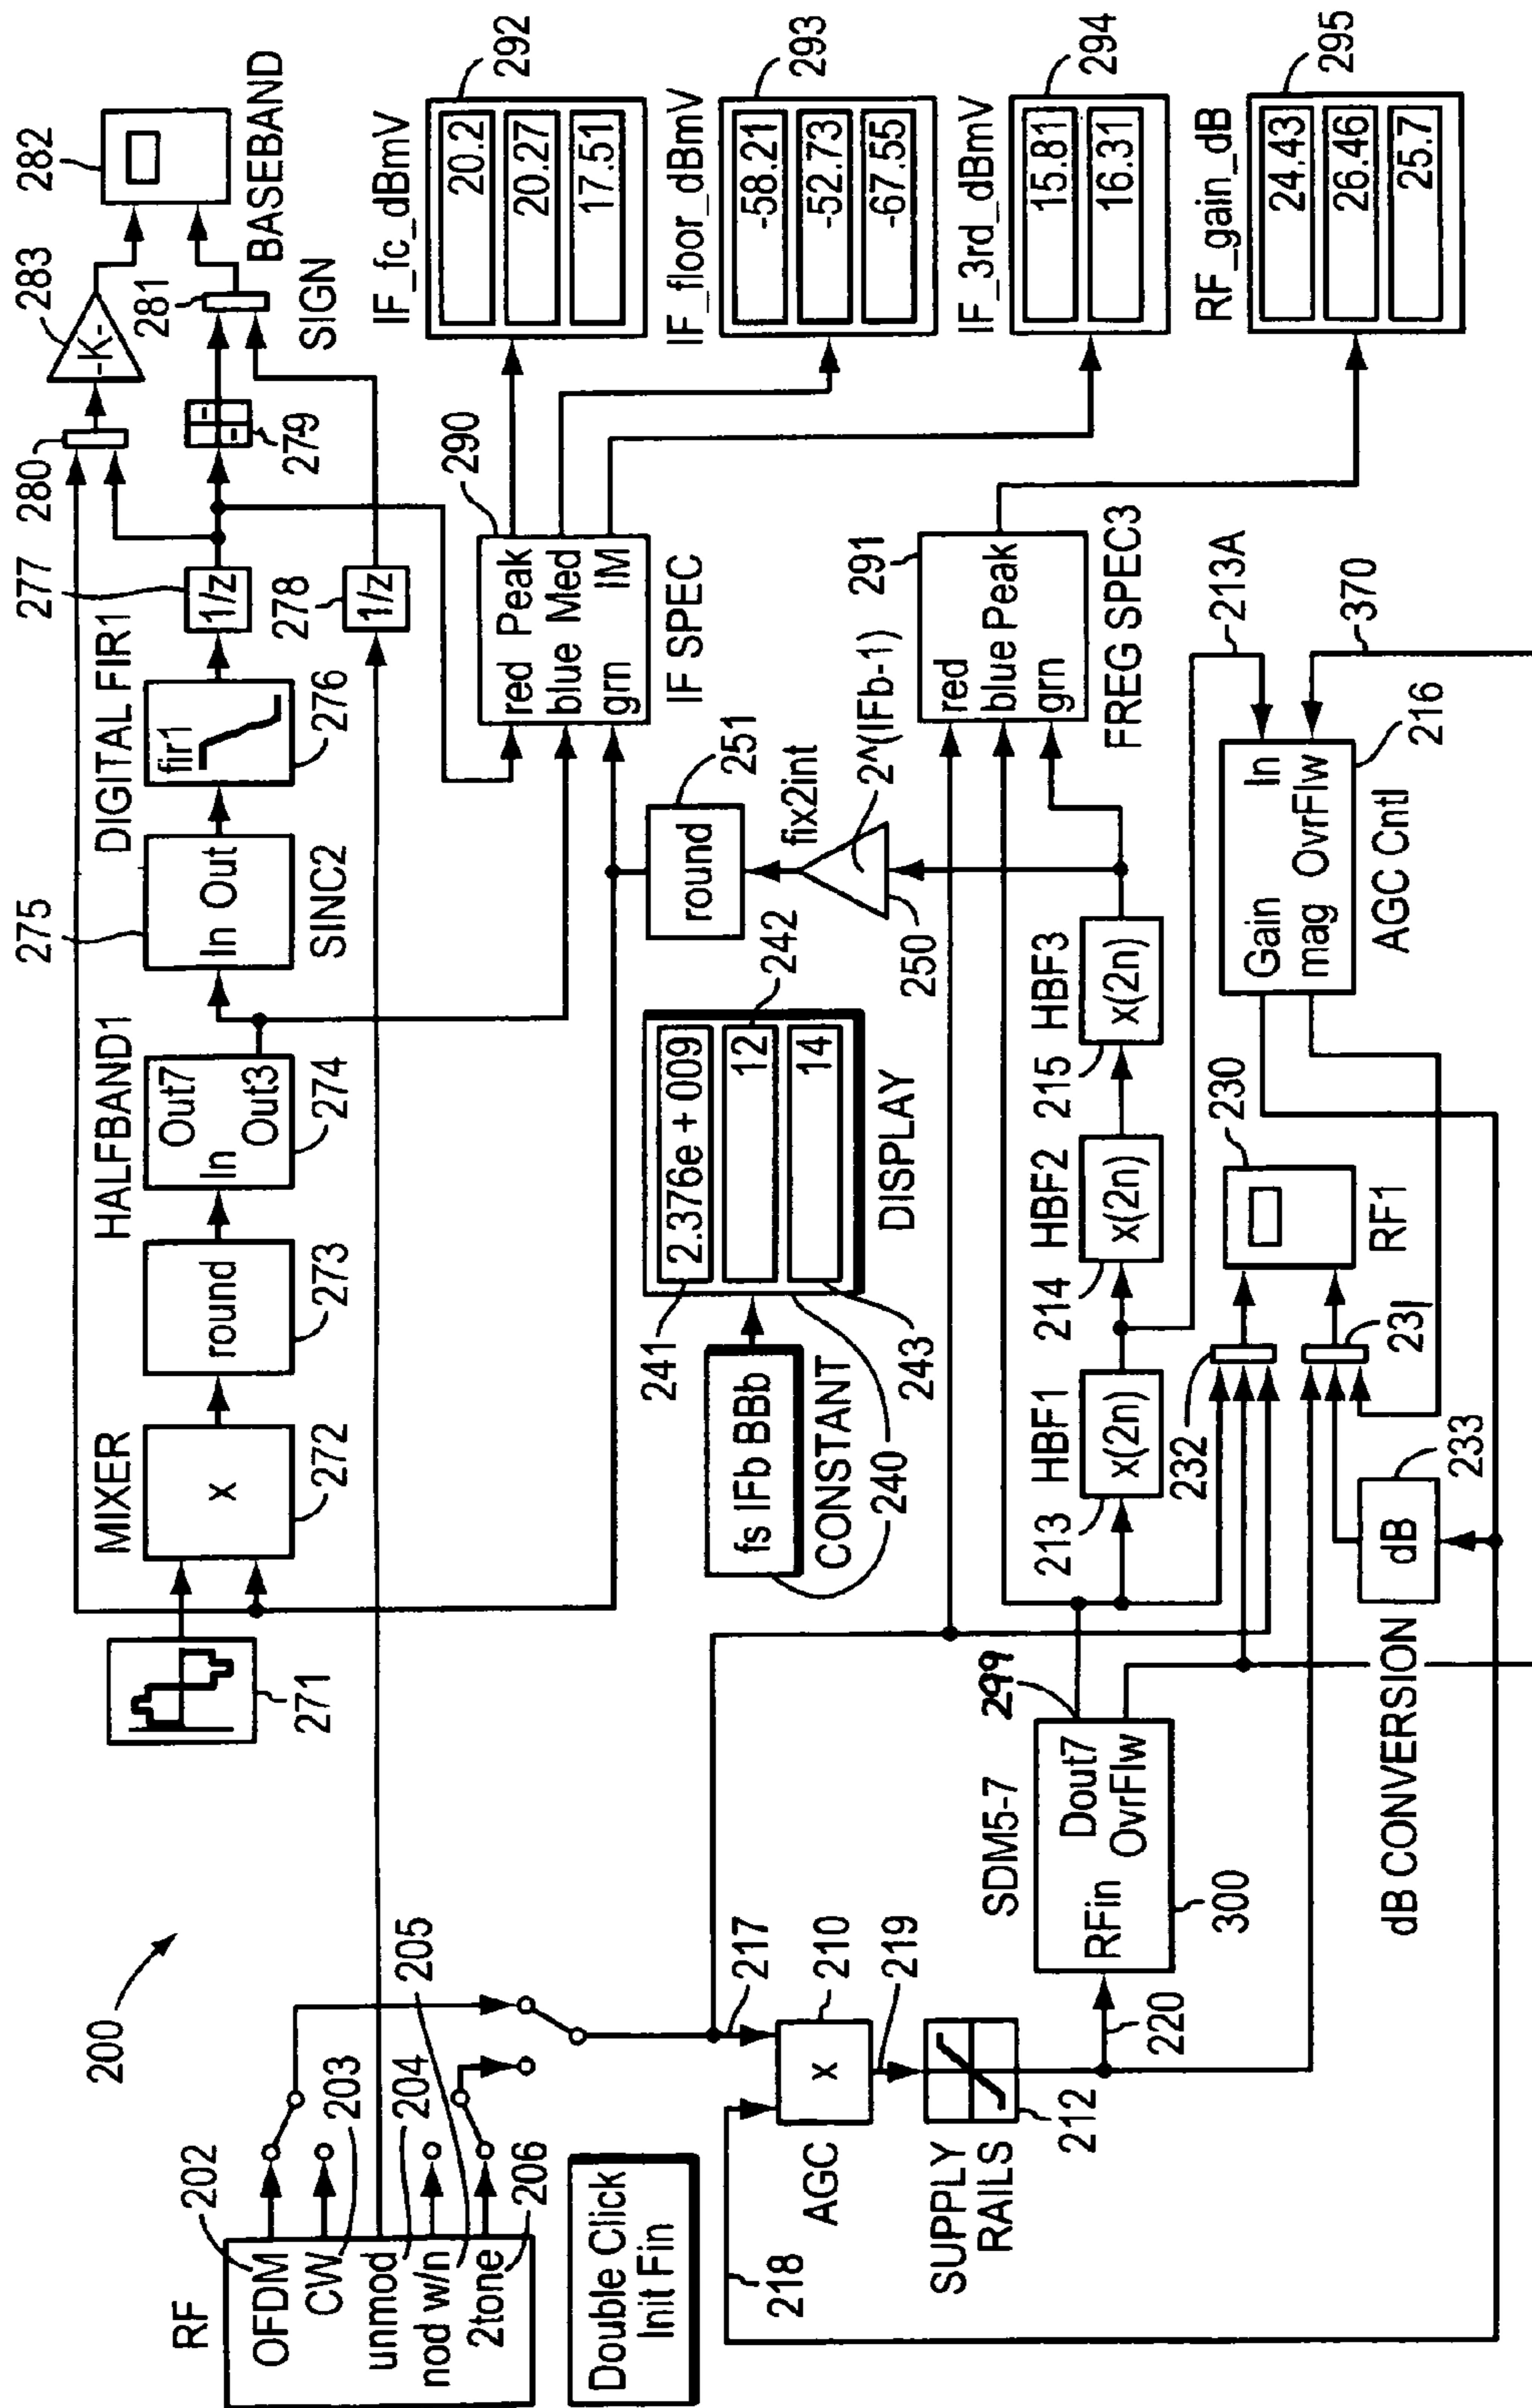 200
RF
OFDM
CW
unmod
nod w/n
2tone
202
203
204
205
206
Double Click
Init Fin
271
MIXER
x
272
round
273
HALFBAND1
Out7
In
Out3
274
275
In Out
SINC2
DIGITAL FIR1
fir1
276
277
1/z
278
1/z
279
280
283
-K-
281
SIGN
282
BASEBAND
290
red Peak
blue Med
grn IM
IF SPEC
IF_fc_dBmV
292
20.2
20.27
17.51
IF_floor_dBmV
293
-58.21
-52.73
-67.55
IF_3rd_dBmV
294
15.81
16.31
RF_gain_dB
295
24.43
26.46
25.7
fs IFb BBb
CONSTANT
240
241
2.376e + 009
12
242
14
243
DISPLAY
251
round
fix2int
2^(IFb-1)
250
291
red
blue Peak
grn
FREG SPEC3
217
218
x
210
AGC
219
SUPPLY
RAILS
212
220
SDM5-7
RFin
Dout7
OvrFlw
299
300
HBF1
x(2n)
213
HBF2
x(2n)
214
HBF3
x(2n)
215
213A
370
Gain In
mag OvrFlw
216
AGC Cntl
230
RF1
232
231
dB
233
dB CONVERSION